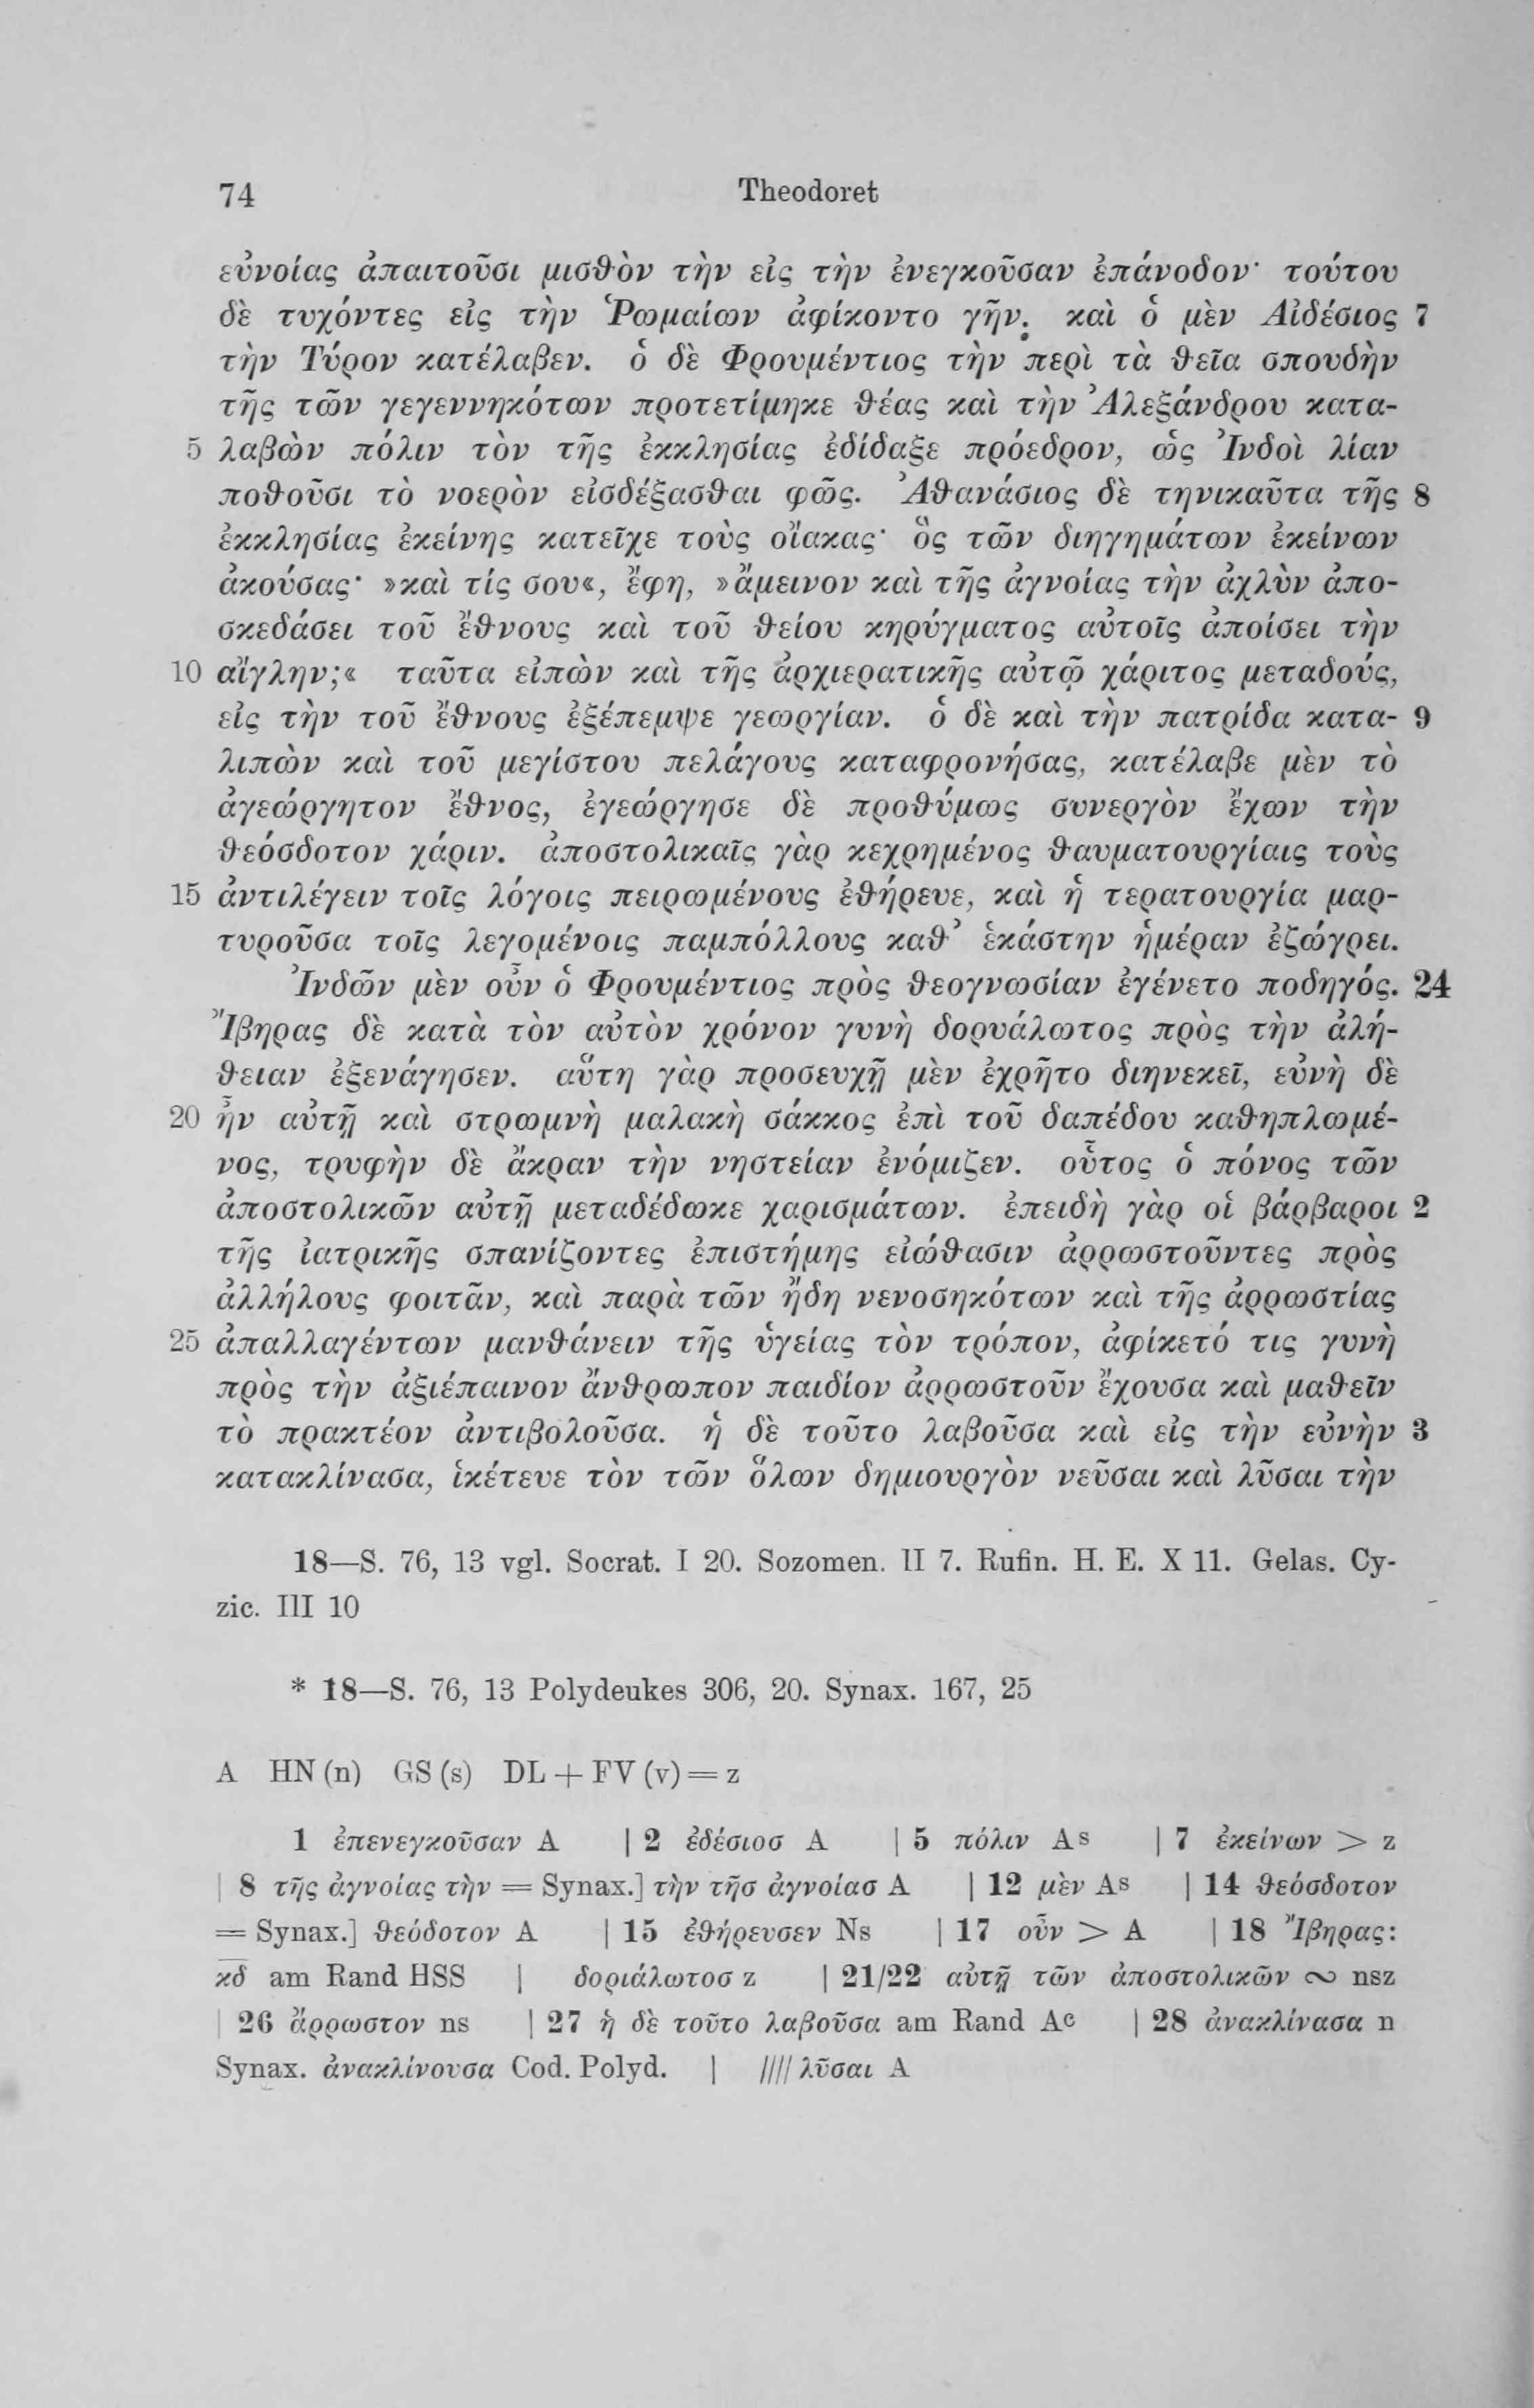 74 Theodoret
εὐνοίας ἀπαιτοῦσι μισθὸν τὴν εἰς τὴν ἐνεγκοῦσαν ἐπάνοδον· τούτου
δὲ τυχόντες εἰς τὴν Ῥωμαίων ἀφίκοντο γῆν. καὶ ὁ μὲν Αἰδέσιος 7
τὴν Τύρον κατέλαβεν. ὁ δὲ Φρουμέντιος τὴν περὶ τὰ θεῖα σπουδὴν
τῆς τῶν γεγεννηκότων προτετίμηκε θέας καὶ τὴν Ἀλεξάνδρου κατα-
5 λαβὼν πόλιν τὸν τῆς ἐκκλησίας ἐδίδαξε πρόεδρον, ὡς Ἰνδοὶ λίαν
ποθοῦσι τὸ νοερὸν εἰσδέξασθαι φῶς. Ἀθανάσιος δὲ τηνικαῦτα τῆς 8
ἐκκλησίας ἐκείνης κατεῖχε τοὺς οἴακας· ὃς τῶν διηγημάτων ἐκείνων
ἀκούσας· »καὶ τίς σου«, ἔφη, »ἄμεινον καὶ τῆς ἀγνοίας τὴν ἀχλὺν ἀπο-
σκεδάσει τοῦ ἔθνους καὶ τοῦ θείου κηρύγματος αὐτοῖς ἀποίσει τὴν
10 αἴγλην;« ταῦτα εἰπὼν καὶ τῆς ἀρχιερατικῆς αὐτῷ χάριτος μεταδούς,
εἰς τὴν τοῦ ἔθνους ἐξέπεμψε γεωργίαν. ὁ δὲ καὶ τὴν πατρίδα κατα- 9
λιπὼν καὶ τοῦ μεγίστου πελάγους καταφρονήσας, κατέλαβε μὲν τὸ
ἀγεώργητον ἔθνος, ἐγεώργησε δὲ προθύμως συνεργὸν ἔχων τὴν
θεόσδοτον χάριν. ἀποστολικαῖς γὰρ κεχρημένος θαυματουργίαις τοὺς
15 ἀντιλέγειν τοῖς λόγοις πειρωμένους ἐθήρευε, καὶ ἡ τερατουργία μαρ-
τυροῦσα τοῖς λεγομένοις παμπόλλους καθ’ ἑκάστην ἡμέραν ἐζώγρει.
Ἰνδῶν μὲν οὖν ὁ Φρουμέντιος πρὸς θεογνωσίαν ἐγένετο ποδηγός. 24
Ἴβηρας δὲ κατὰ τὸν αὐτὸν χρόνον γυνὴ δορυάλωτος πρὸς τὴν ἀλή-
θειαν ἐξενάγησεν. αὕτη γὰρ προσευχῇ μὲν ἐχρῆτο διηνεκεῖ, εὐνὴ δὲ
20 ἦν αὐτῇ καὶ στρωμνὴ μαλακὴ σάκκος ἐπὶ τοῦ δαπέδου καθηπλωμέ-
νος, τρυφὴν δὲ ἄκραν τὴν νηστείαν ἐνόμιζεν. οὗτος ὁ πόνος τῶν
ἀποστολικῶν αὐτῇ μεταδέδωκε χαρισμάτων. ἐπειδὴ γὰρ οἱ βάρβαροι 2
τῆς ἰατρικῆς σπανίζοντες ἐπιστήμης εἰώθασιν ἀρρωστοῦντες πρὸς
ἀλλήλους φοιτᾶν, καὶ παρὰ τῶν ἤδη νενοσηκότων καὶ τῆς ἀρρωστίας
25 ἀπαλλαγέντων μανθάνειν τῆς ὑγείας τὸν τρόπον, ἀφίκετό τις γυνὴ
πρὸς τὴν ἀξιέπαινον ἄνθρωπον παιδίον ἀρρωστοῦν ἔχουσα καὶ μαθεῖν
τὸ πρακτέον ἀντιβολοῦσα. ἡ δὲ τοῦτο λαβοῦσα καὶ εἰς τὴν εὐνὴν 3
κατακλίνασα, ἱκέτευε τὸν τῶν ὅλων δημιουργὸν νεῦσαι καὶ λῦσαι τὴν
18—S. 76, 13 vgl. Socrat. I 20. Sozomen. II 7. Rufin. H. E. X 11. Gelas. Cy-
zic. III 10
* 18—S. 76, 13 Polydeukes 306, 20. Synax. 167, 25
A HN (n) GS (s) DL + FV (v) = z
1 ἐπενεγκοῦσαν A | 2 ἐδέσιοσ A | 5 πόλιν Aˢ | 7 ἐκείνων > z
| 8 τῆς ἀγνοίας τὴν = Synax.] τὴν τῆσ ἀγνοίασ A | 12 μὲν Aˢ | 14 θεόσδοτον
= Synax.] θεόδοτον A | 15 ἐθήρευσεν Ns | 17 οὖν > A | 18 Ἴβηρας:
κδ am Rand HSS | δοριάλωτοσ z | 21/22 αὐτῇ τῶν ἀποστολικῶν ∾ nsz
| 26 ἄρρωστον ns | 27 ἡ δὲ τοῦτο λαβοῦσα am Rand Aᶜ | 28 ἀνακλίνασα n
Synax. ἀνακλίνουσα Cod. Polyd. | //// λῦσαι A